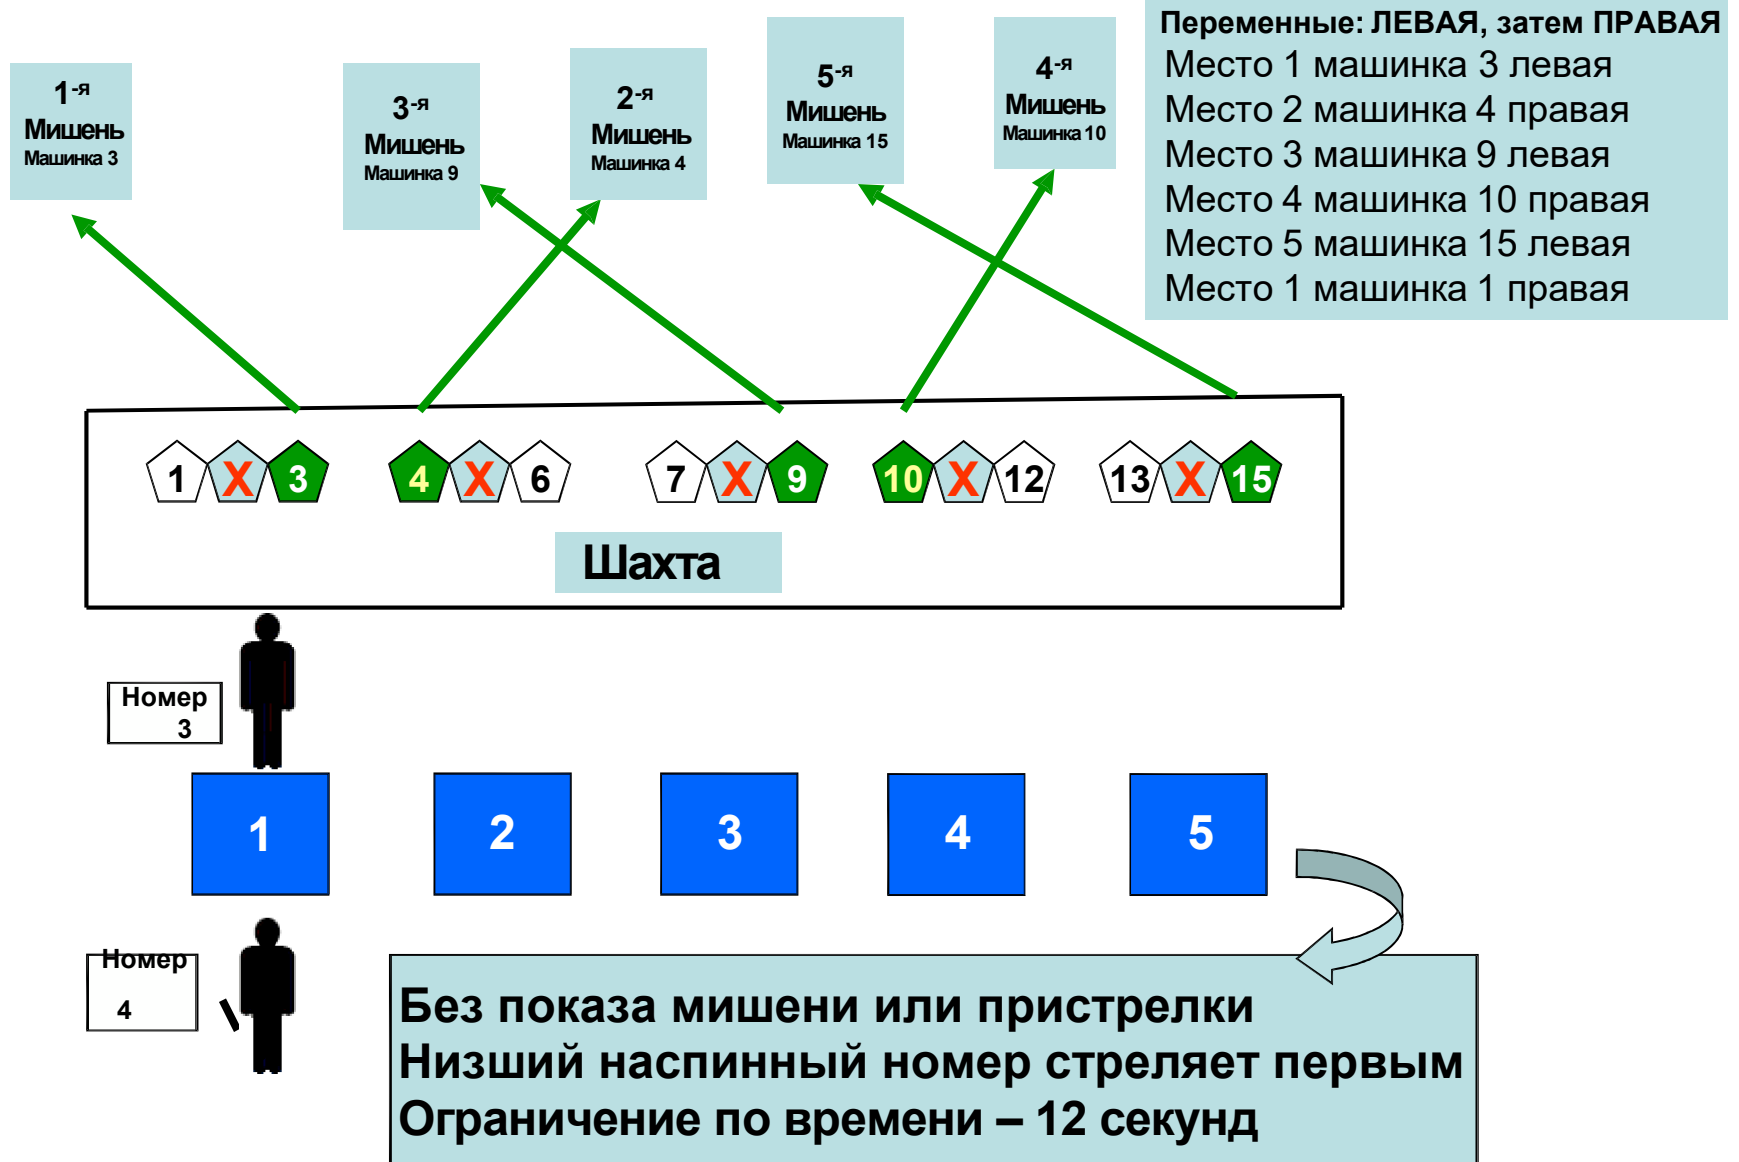 Переменные: ЛЕВАЯ, затем ПРАВАЯ
Место 1 машинка 3 левая
Место 2 машинка 4 правая
Место 3 машинка 9 левая
Место 4 машинка 10 правая
Место 5 машинка 15 левая
Место 1 машинка 1 правая
1-я
Мишень
Машинка 3
3-я
Мишень
Машинка 9
2-я
Мишень
Машинка 4
5-я
Мишень
Машинка 15
4-я
Мишень
Машинка 10
1 X 3 4 X 6 7 X 9 10 X 12 13 X 15
Шахта
Номер
3
1 2 3 4 5
Номер
4
Без показа мишени или пристрелки
Низший наспинный номер стреляет первым
Ограничение по времени – 12 секунд